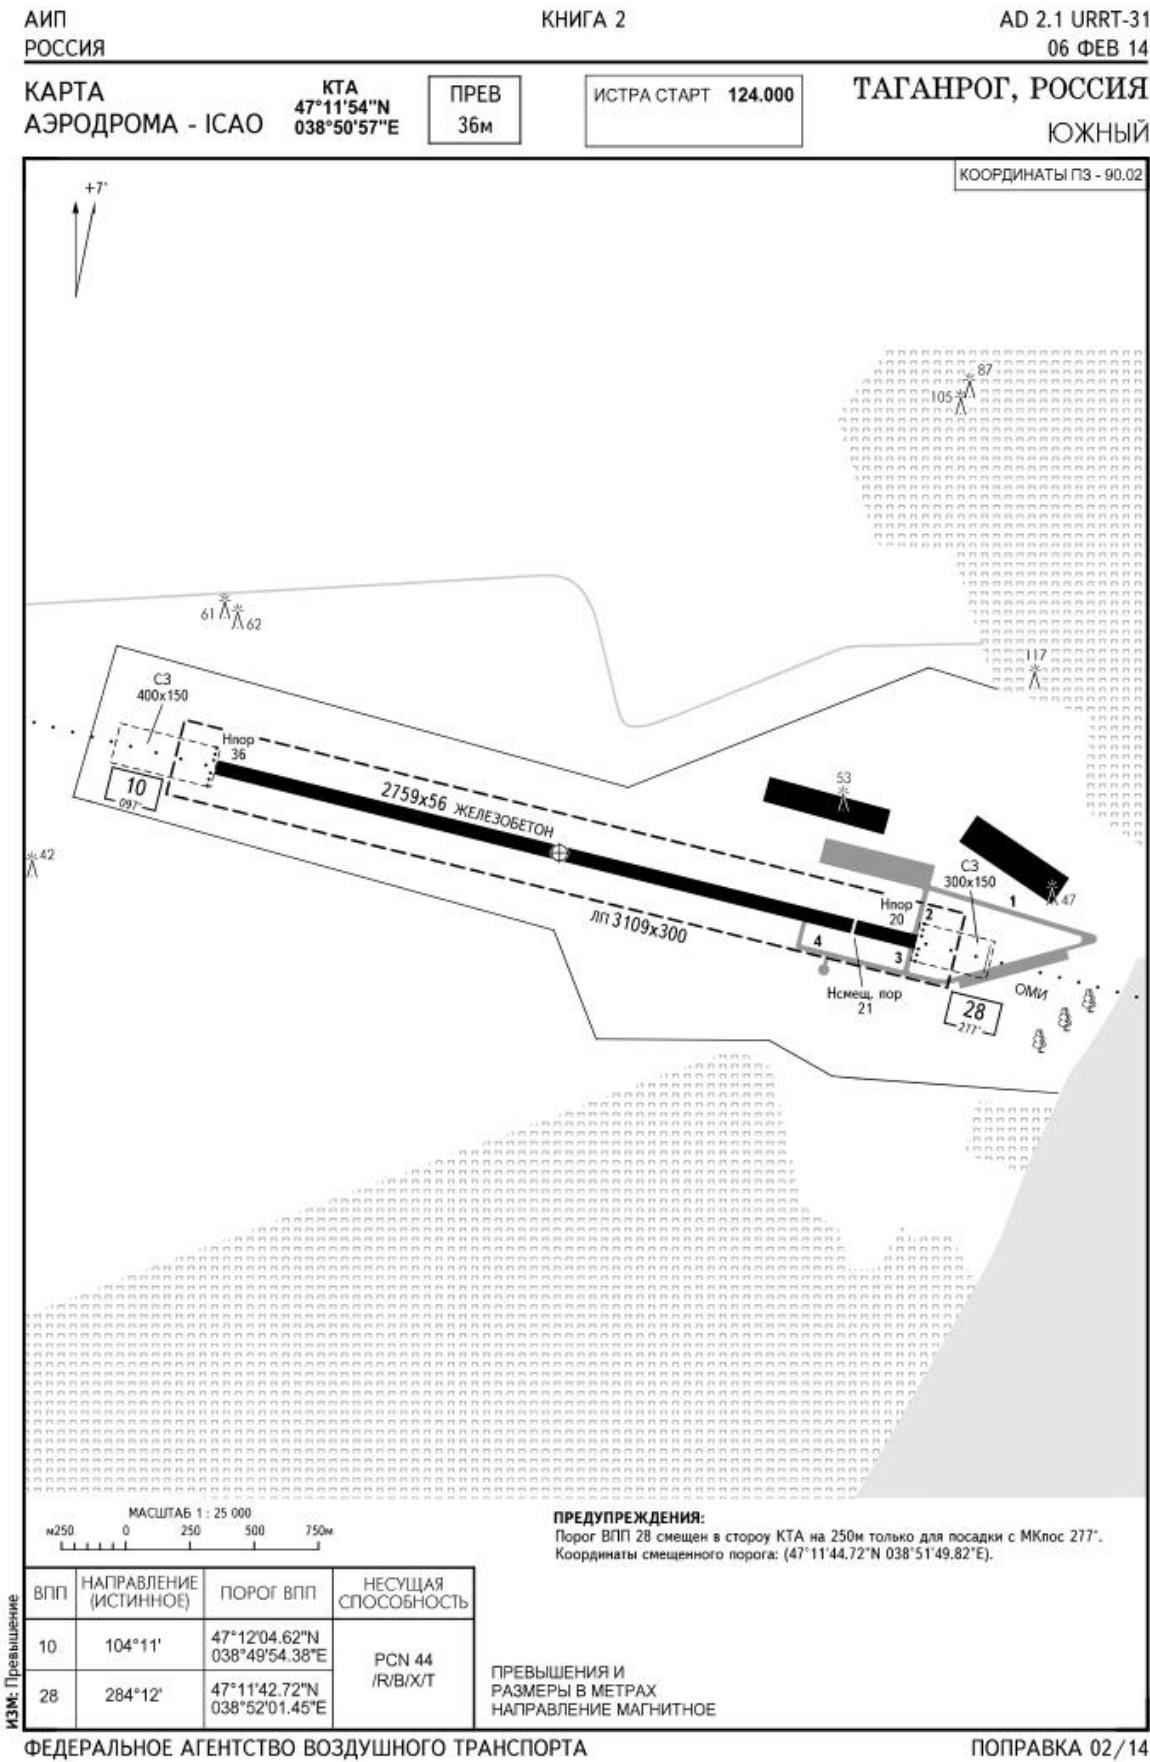 АИП КНИГА 2 AD 2.1 URRT-31
РОССИЯ 06 ФЕВ 14
КАРТА
АЭРОДРОМА - ICAO
КТА
47°11'54"N
038°50'57"E
ПРЕВ
36м
ИСТРА СТАРТ 124.000
ТАГАНРОГ, РОССИЯ
ЮЖНЫЙ
КООРДИНАТЫ ПЗ - 90.02
+7°
87
105
61
62
117
СЗ
400x150
Нпор
36
10
097°
2759x56 ЖЕЛЕЗОБЕТОН
53
42
СЗ
300x150
47
1
Нпор
20
2
ЛП 3109x300
4
3
Нсмещ. пор
21
ОМИ
28
277°
МАСШТАБ 1 : 25 000
м250 0 250 500 750м
ПРЕДУПРЕЖДЕНИЯ:
Порог ВПП 28 смещен в стороу КТА на 250м только для посадки с МКпос 277°.
Координаты смещенного порога: (47°11'44.72"N 038°51'49.82"E).
ВПП НАПРАВЛЕНИЕ (ИСТИННОЕ) ПОРОГ ВПП НЕСУЩАЯ СПОСОБНОСТЬ
10 104°11' 47°12'04.62"N
038°49'54.38"E
PCN 44
/R/B/X/T
28 284°12' 47°11'42.72"N
038°52'01.45"E
ПРЕВЫШЕНИЯ И
РАЗМЕРЫ В МЕТРАХ
НАПРАВЛЕНИЕ МАГНИТНОЕ
ИЗМ: Превышение
ФЕДЕРАЛЬНОЕ АГЕНТСТВО ВОЗДУШНОГО ТРАНСПОРТА ПОПРАВКА 02/14